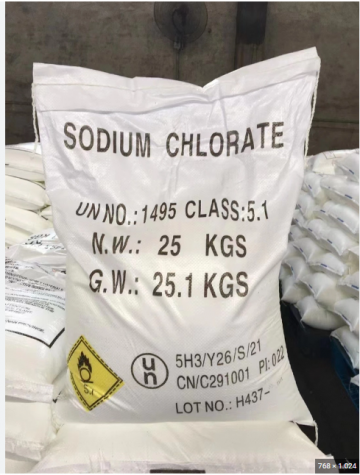 SODIUM CHLORATE
UN NO.:1495 CLASS:5.1
N.W.: 25 KGS
G.W.: 25.1 KGS
5.1
un
5H3/Y26/S/21
CN/C291001 PI:022
LOT NO.: H437-
768 × 1.024